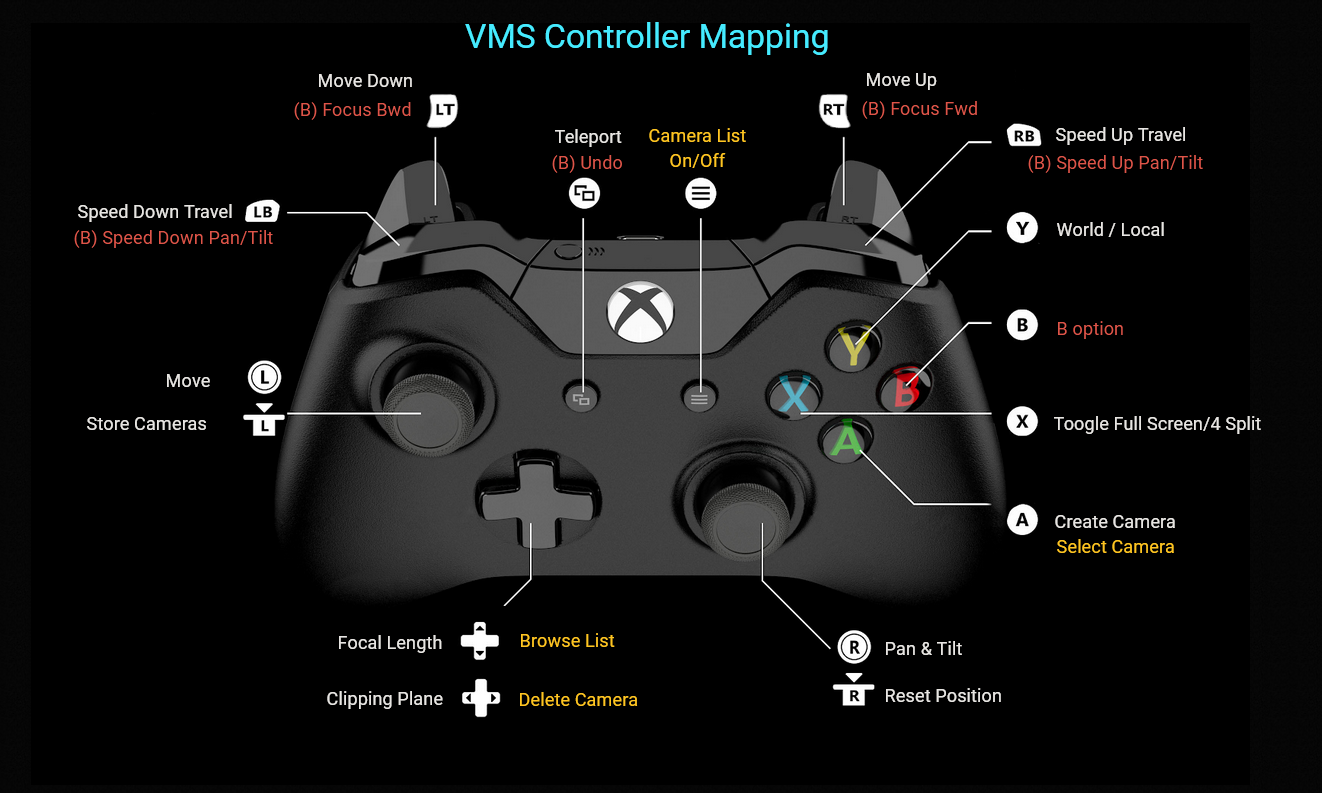 VMS Controller Mapping
Move Down
(B) Focus Bwd
LT
Move Up
RT
(B) Focus Fwd
Teleport
(B) Undo
Camera List
On/Off
RB
Speed Up Travel
(B) Speed Up Pan/Tilt
Speed Down Travel
LB
(B) Speed Down Pan/Tilt
LT
RT
Y
World / Local
B
B option
Y
X
B
A
Move
L
Store Cameras
L
X
Toogle Full Screen/4 Split
A
Create Camera
Select Camera
Focal Length
Browse List
Clipping Plane
Delete Camera
R
Pan & Tilt
R
Reset Position